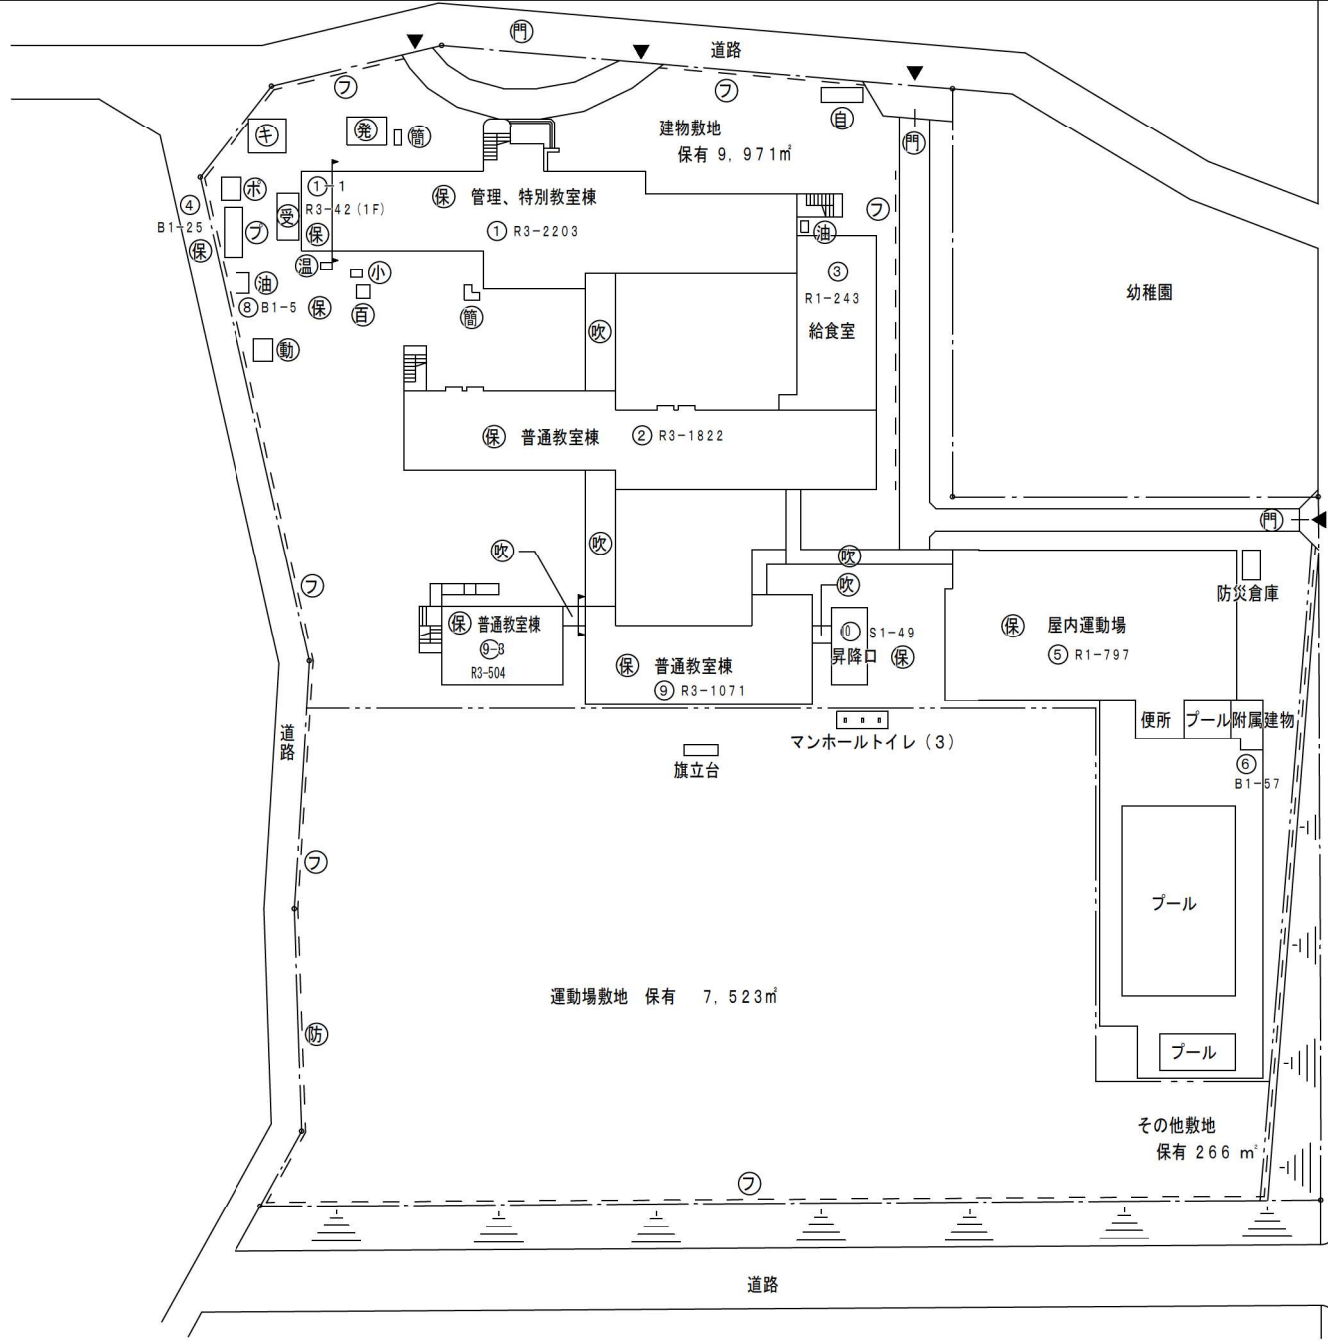 門
道路
フ
フ
自
キ
発
簡
建物敷地
保有 9,971㎡
門
④
B1-25
保
ポ
プ
受
①-1
R3-42(1F)
保
保 管理、特別教室棟
① R3-2203
フ
油
③
R1-243
給食室
幼稚園
温
小
油
⑧ B1-5 保
百
簡
動
吹
保 普通教室棟 ② R3-1822
門
吹
吹
吹
吹
フ
防災倉庫
保 普通教室棟
⑨-3
R3-504
保 普通教室棟
⑨ R3-1071
⑩ S1-49
昇降口 保
保 屋内運動場
⑤ R1-797
便所
プール附属建物
⑥
B1-57
道路
マンホールトイレ(3)
旗立台
フ
プール
運動場敷地 保有 7,523㎡
防
プール
その他敷地
保有 266 ㎡
フ
道路